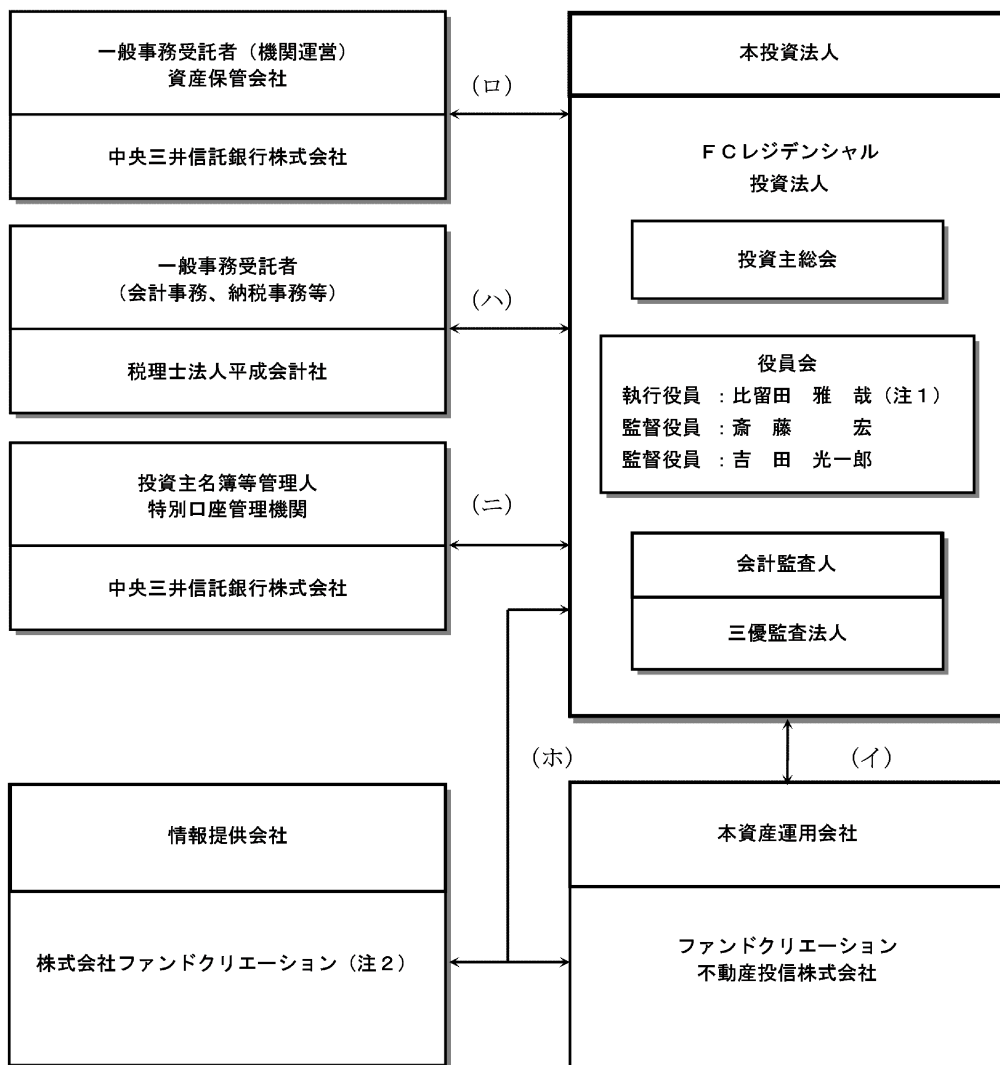 一般事務受託者(機関運営)
資産保管会社
中央三井信託銀行株式会社
(ロ)
一般事務受託者
(会計事務、納税事務等)
税理士法人平成会計社
(ハ)
投資主名簿等管理人
特別口座管理機関
中央三井信託銀行株式会社
(ニ)
本投資法人
FCレジデンシャル
投資法人
投資主総会
役員会
執行役員 :比留田 雅 哉(注1)
監督役員 :斎 藤 宏
監督役員 :吉 田 光一郎
会計監査人
三優監査法人
(ホ)
(イ)
情報提供会社
株式会社ファンドクリエーション(注2)
本資産運用会社
ファンドクリエーション
不動産投信株式会社